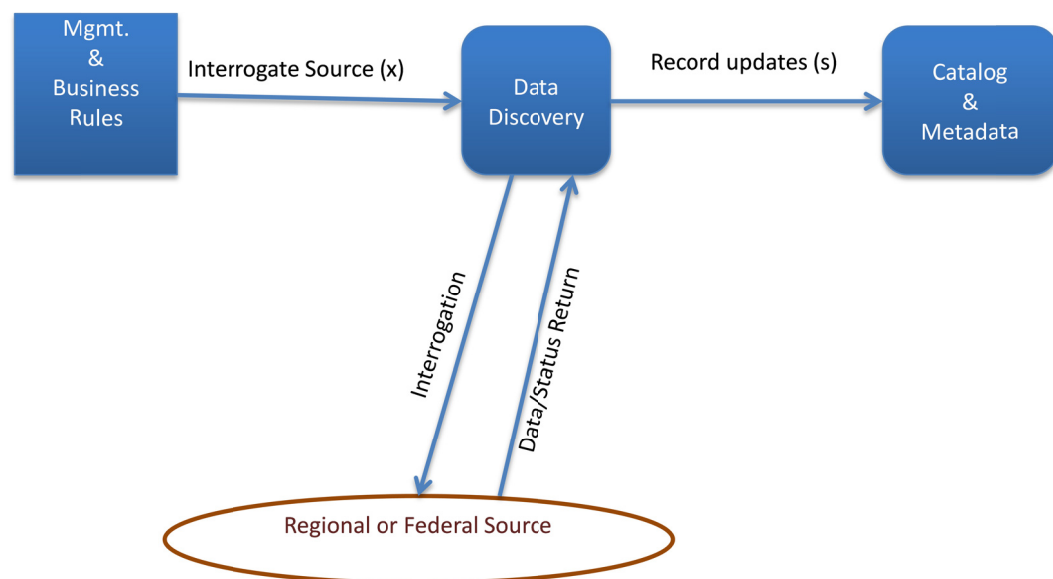 Mgmt.
&
Business
Rules
Interrogate Source (x)
Data
Discovery
Record updates (s)
Catalog
&
Metadata
Interrogation
Data/Status Return
Regional or Federal Source